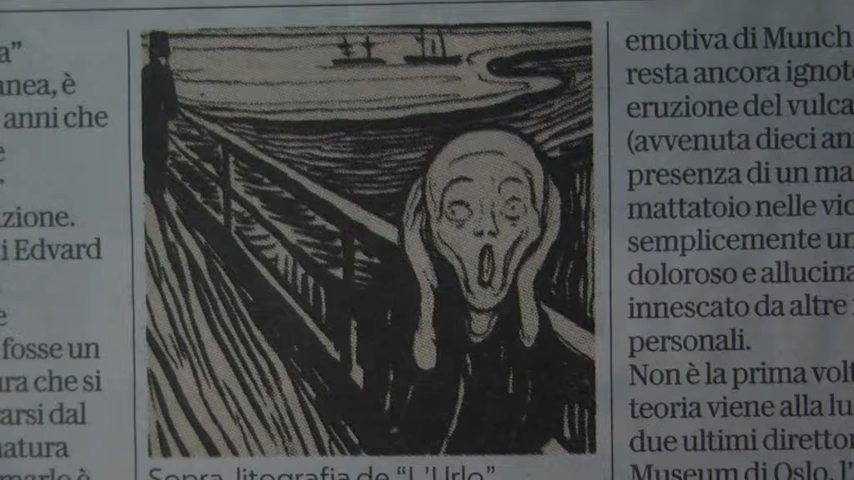 a”
anea, è
anni che
e
zione.
i Edvard
e
fosse un
ura che si
arsi dal
natura
Sopra, litografia de “L’Urlo”
emotiva di Munch
resta ancora ignot
eruzione del vulca
(avvenuta dieci an
presenza di un ma
mattatoio nelle vic
semplicemente un
doloroso e allucina
innescato da altre
personali.
Non è la prima volt
teoria viene alla lu
due ultimi direttor
Museum di Oslo, l’